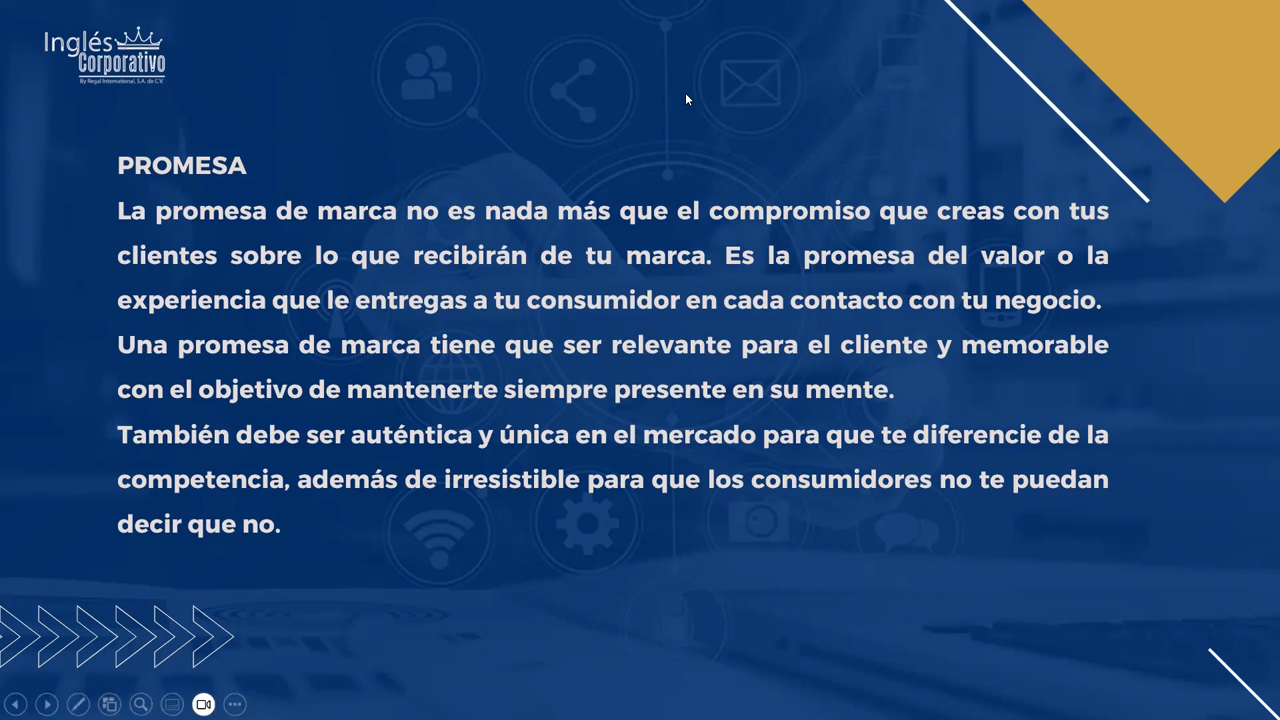 Inglés
Corporativo
By Regal International, S.A. de C.V.
PROMESA
La promesa de marca no es nada más que el compromiso que creas con tus
clientes sobre lo que recibirán de tu marca. Es la promesa del valor o la
experiencia que le entregas a tu consumidor en cada contacto con tu negocio.
Una promesa de marca tiene que ser relevante para el cliente y memorable
con el objetivo de mantenerte siempre presente en su mente.
También debe ser auténtica y única en el mercado para que te diferencie de la
competencia, además de irresistible para que los consumidores no te puedan
decir que no.